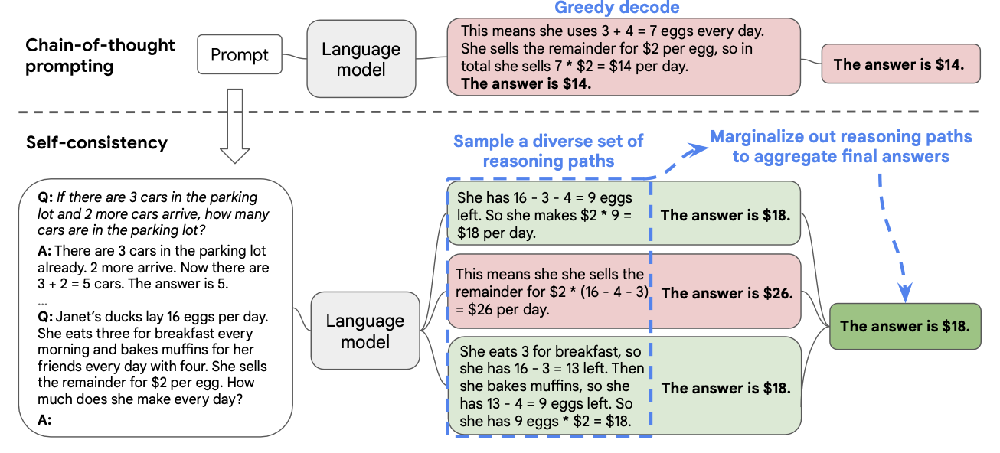 Greedy decode
Chain-of-thought
prompting
Prompt
Language
model
This means she uses 3 + 4 = 7 eggs every day.
She sells the remainder for $2 per egg, so in
total she sells 7 * $2 = $14 per day.
The answer is $14.
The answer is $14.
Self-consistency
Sample a diverse set of
reasoning paths
Marginalize out reasoning paths
to aggregate final answers
Q: If there are 3 cars in the parking
lot and 2 more cars arrive, how many
cars are in the parking lot?
A: There are 3 cars in the parking lot
already. 2 more arrive. Now there are
3 + 2 = 5 cars. The answer is 5.
...
Q: Janet's ducks lay 16 eggs per day.
She eats three for breakfast every
morning and bakes muffins for her
friends every day with four. She sells
the remainder for $2 per egg. How
much does she make every day?
A:
Language
model
She has 16 - 3 - 4 = 9 eggs
left. So she makes $2 * 9 =
$18 per day.
The answer is $18.
This means she she sells the
remainder for $2 * (16 - 4 - 3)
= $26 per day.
The answer is $26.
She eats 3 for breakfast, so
she has 16 - 3 = 13 left. Then
she bakes muffins, so she
has 13 - 4 = 9 eggs left. So
she has 9 eggs * $2 = $18.
The answer is $18.
The answer is $18.